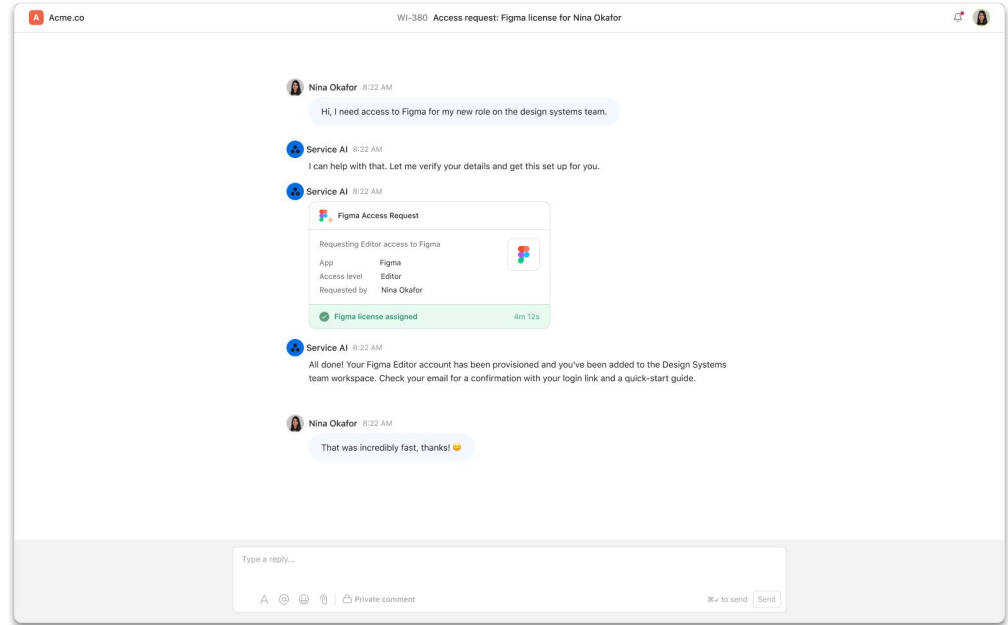 A Acme.co
WI-380 Access request: Figma license for Nina Okafor
Nina Okafor 8:22 AM
Hi, I need access to Figma for my new role on the design systems team.
Service AI 8:22 AM
I can help with that. Let me verify your details and get this set up for you.
Service AI 8:22 AM
Figma Access Request
Requesting Editor access to Figma
App Figma
Access level Editor
Requested by Nina Okafor
Figma license assigned 4m 12s
Service AI 8:22 AM
All done! Your Figma Editor account has been provisioned and you've been added to the Design Systems
team workspace. Check your email for a confirmation with your login link and a quick-start guide.
Nina Okafor 8:22 AM
That was incredibly fast, thanks! 😊
Type a reply...
A @ Private comment ⌘↵ to send Send